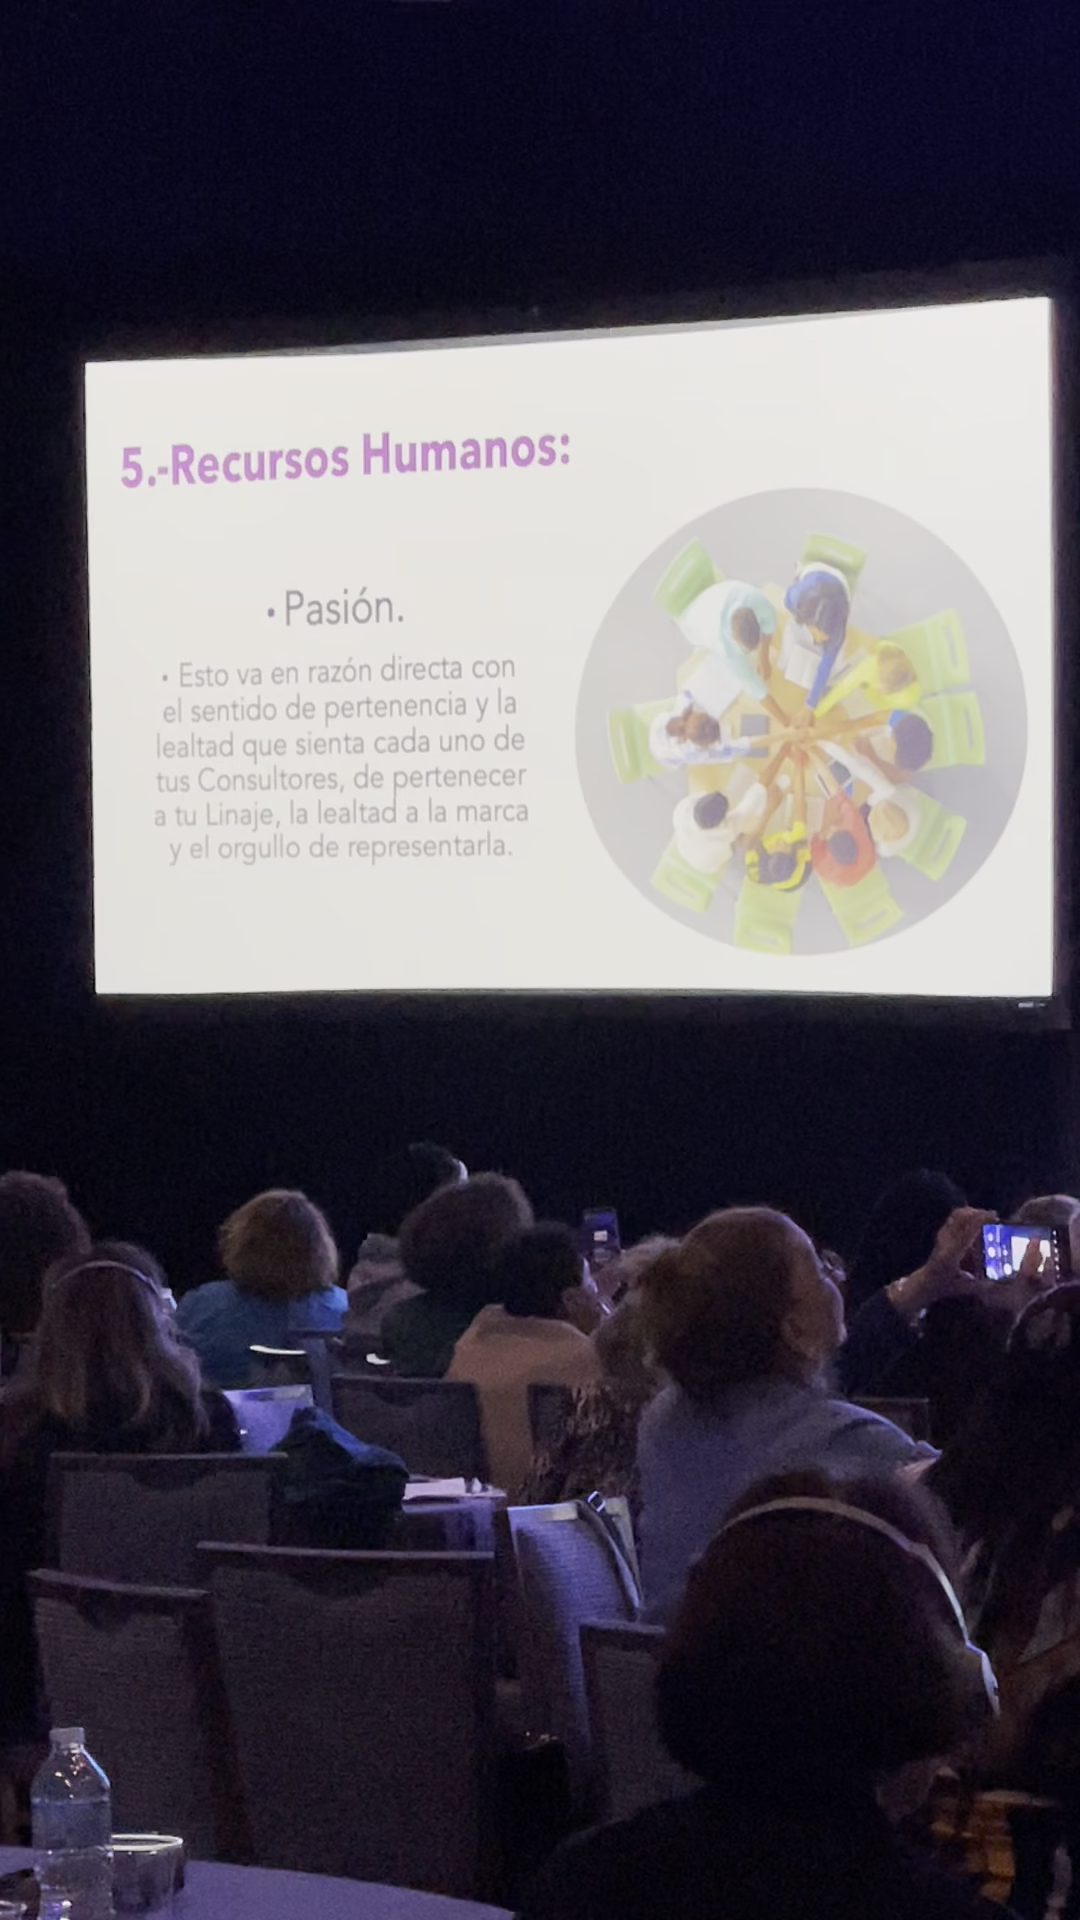 5.-Recursos Humanos:
• Pasión.
• Esto va en razón directa con
el sentido de pertenencia y la
lealtad que sienta cada uno de
tus Consultores, de pertenecer
a tu Linaje, la lealtad a la marca
y el orgullo de representarla.